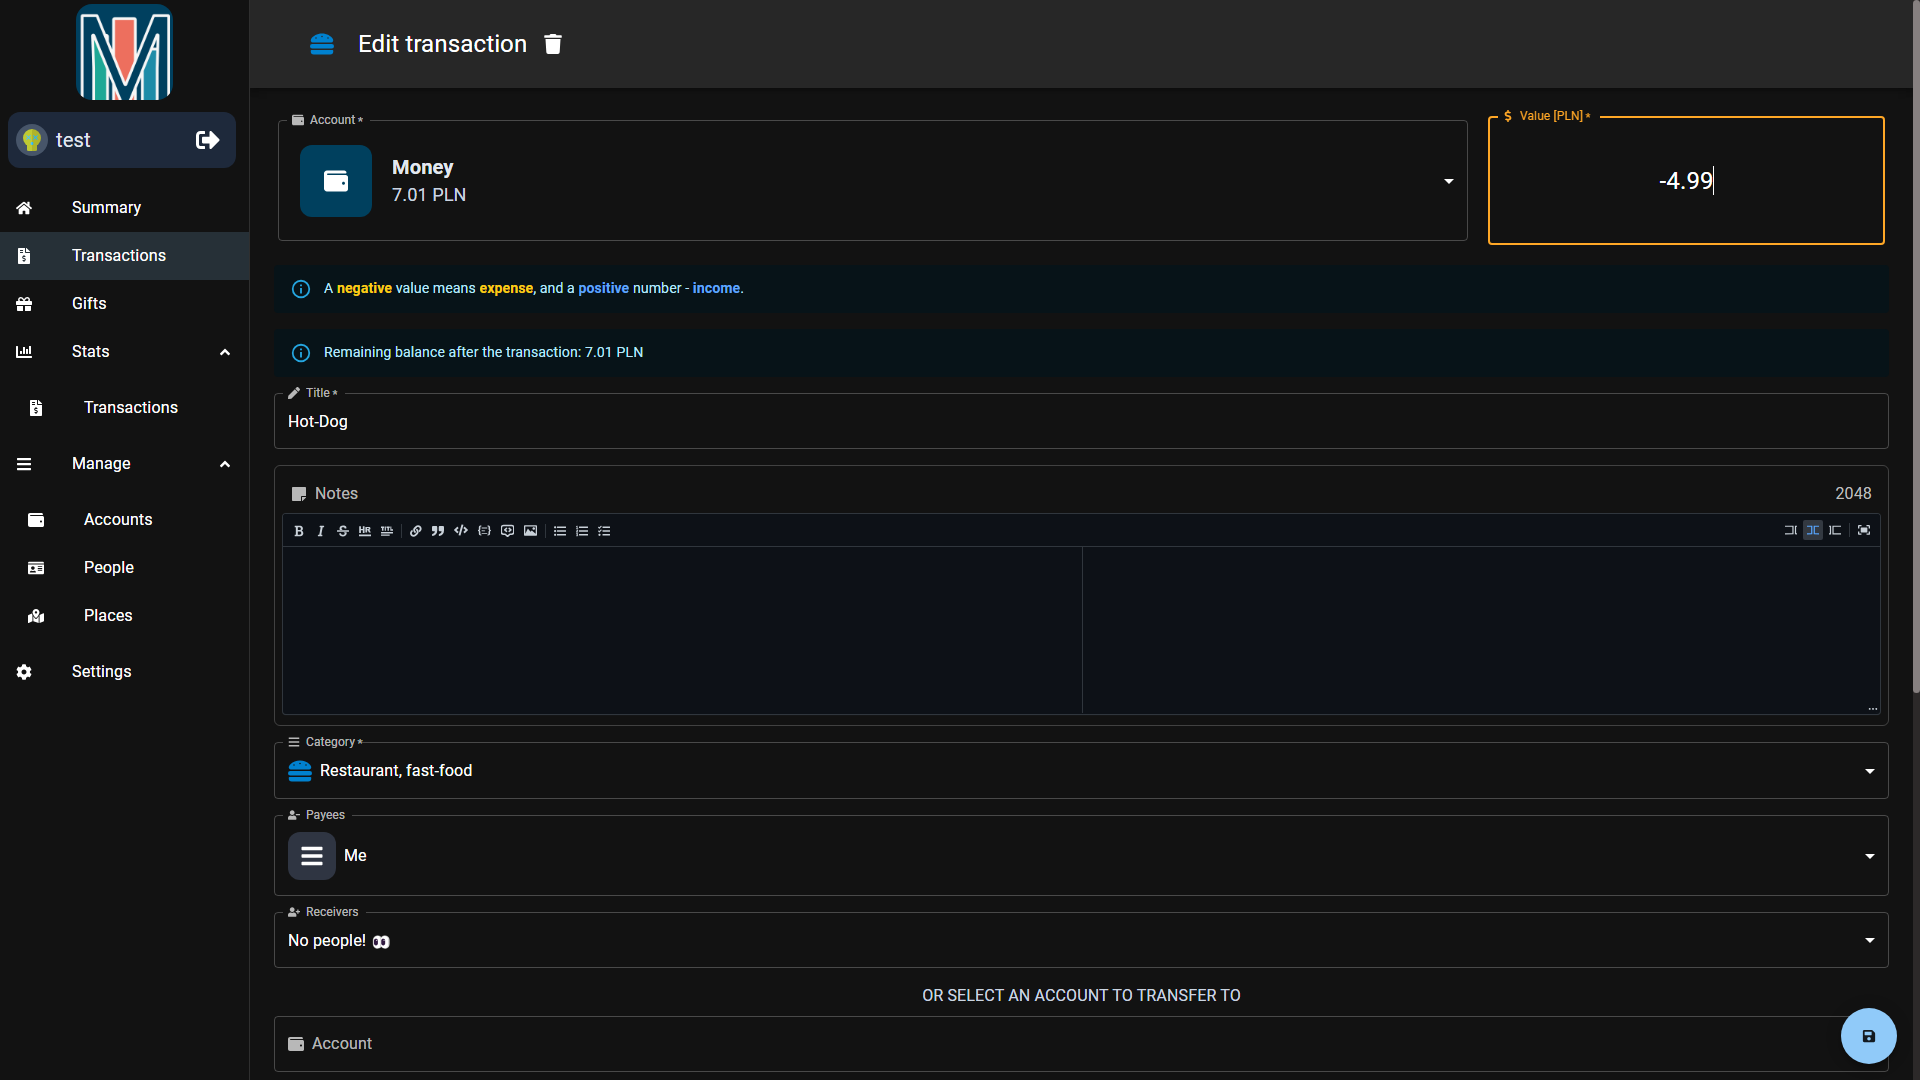 Edit transaction
test
Summary
Transactions
Gifts
Stats
Transactions
Manage
Accounts
People
Places
Settings
Account *
Money
7.01 PLN
$ Value [PLN] *
-4.99
A negative value means expense, and a positive number - income.
Remaining balance after the transaction: 7.01 PLN
Title *
Hot-Dog
Notes
2048
B I S HR TITL
Category *
Restaurant, fast-food
Payees
Me
Receivers
No people! 👀
OR SELECT AN ACCOUNT TO TRANSFER TO
Account